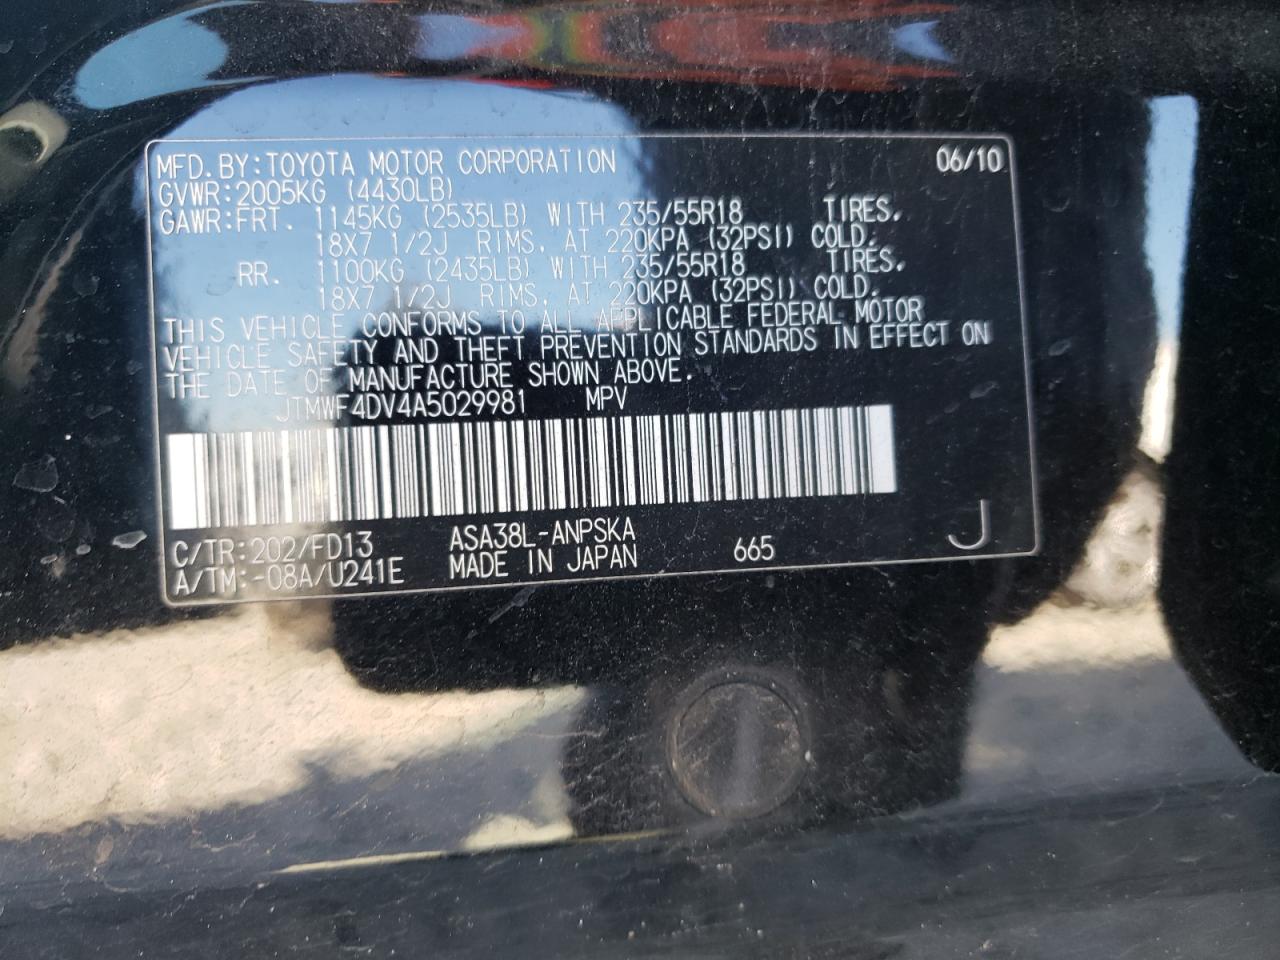 MFD.BY:TOYOTA MOTOR CORPORATION 06/10
GVWR:2005KG (4430LB)
GAWR:FRT. 1145KG (2535LB) WITH 235/55R18 TIRES.
18X7 1/2J RIMS, AT 220KPA (32PSI) COLD.
RR. 1100KG (2435LB) WITH 235/55R18 TIRES.
18X7 1/2J RIMS, AT 220KPA (32PSI) COLD.
THIS VEHICLE CONFORMS TO ALL APPLICABLE FEDERAL MOTOR
VEHICLE SAFETY AND THEFT PREVENTION STANDARDS IN EFFECT ON
THE DATE OF MANUFACTURE SHOWN ABOVE.
JTMWF4DV4A5029981 MPV
C/TR:202/FD13 ASA38L-ANPSKA
A/TM:-08A/U241E MADE IN JAPAN 665 J